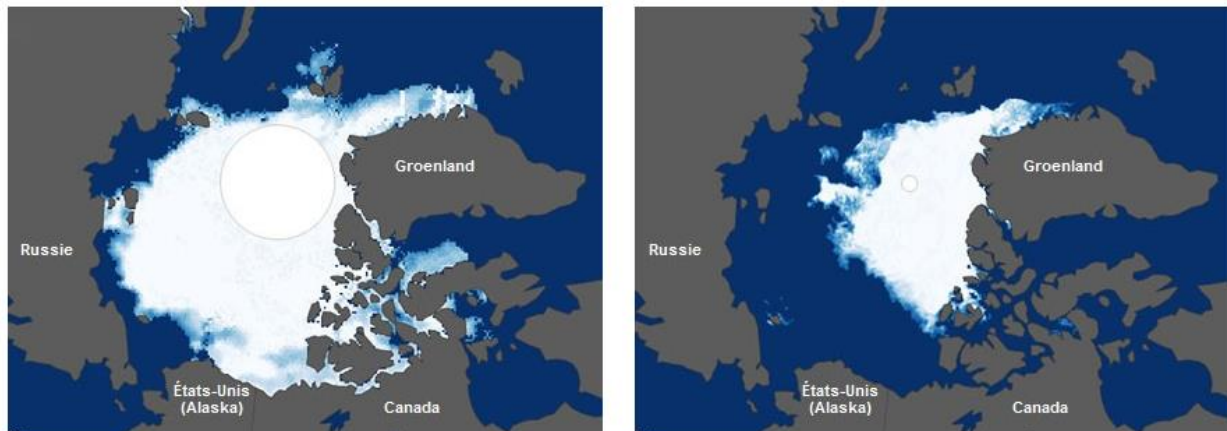 Groenland
Russie
États-Unis
(Alaska)
Canada
Groenland
Russie
États-Unis
(Alaska)
Canada